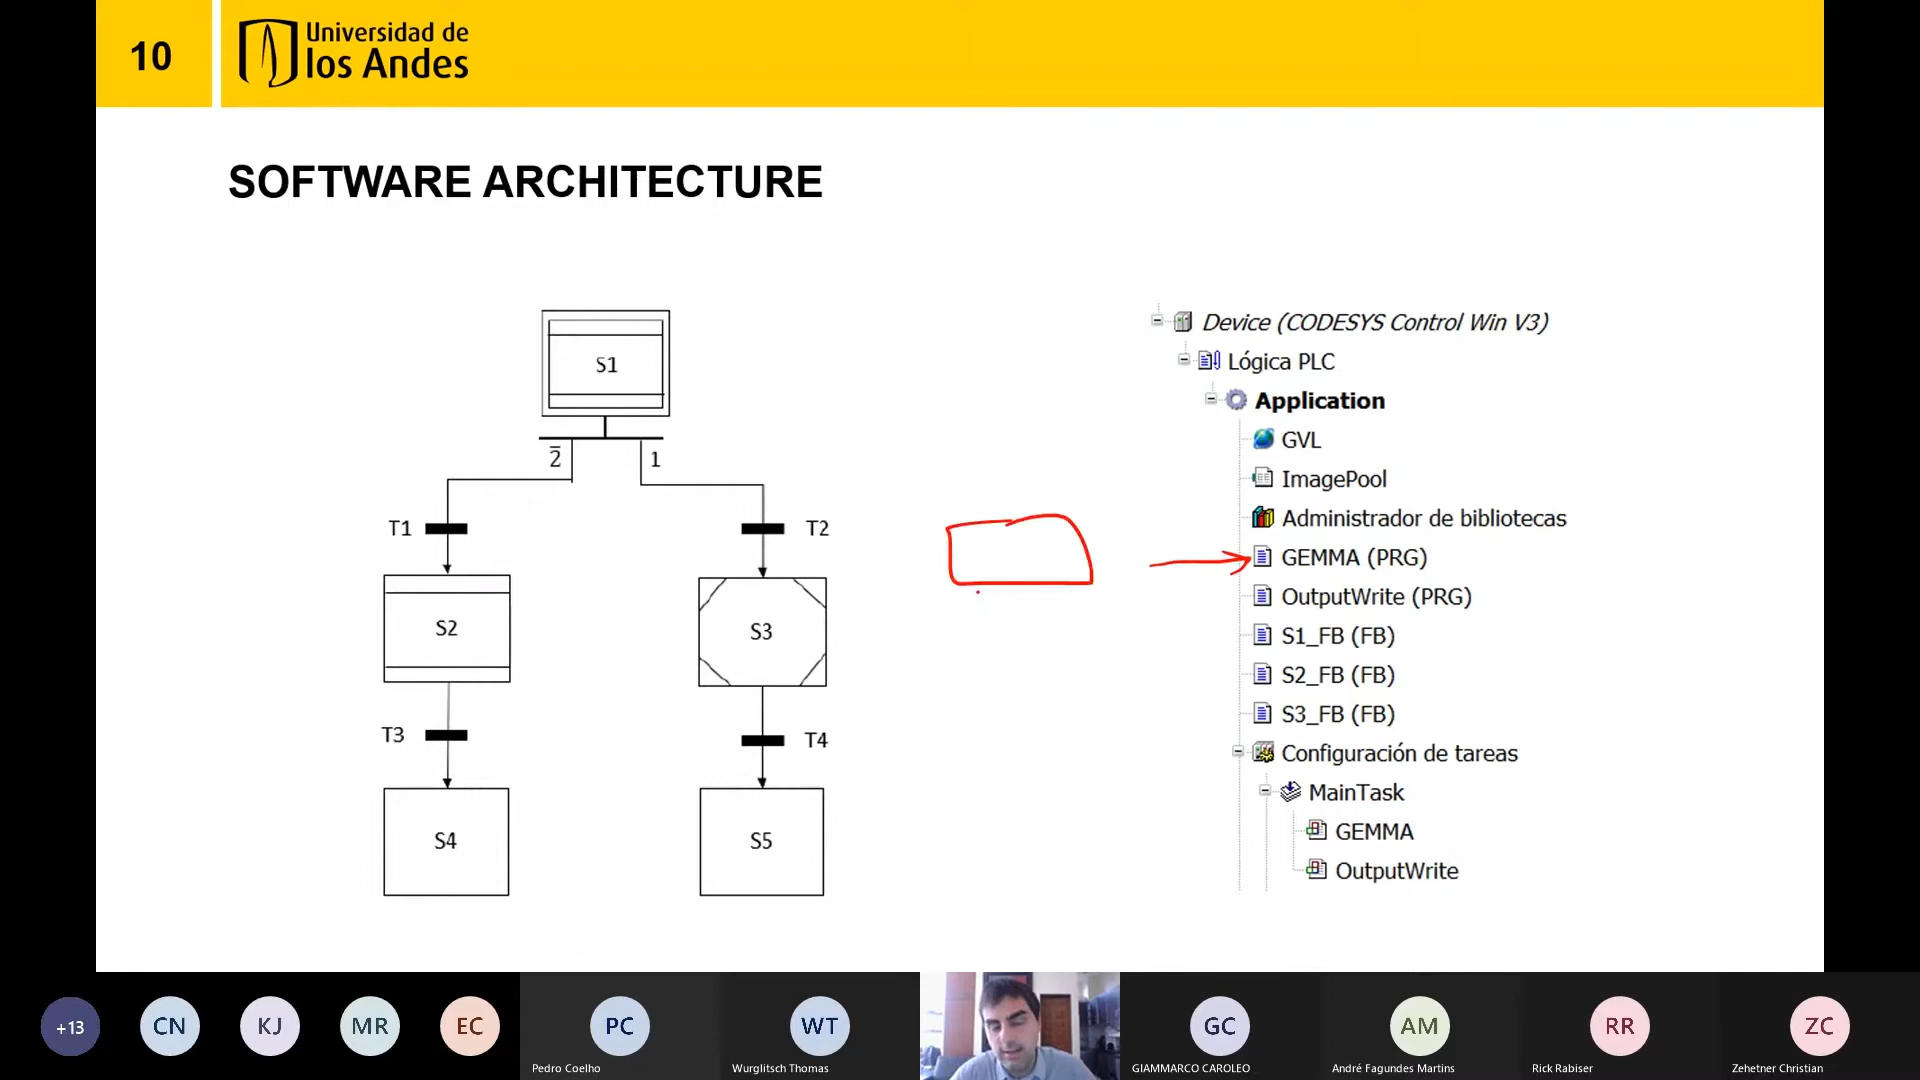 10
Universidad de
los Andes
SOFTWARE ARCHITECTURE
S1
2̅
1
T1
T2
S2
S3
T3
T4
S4
S5
Device (CODESYS Control Win V3)
Lógica PLC
Application
GVL
ImagePool
Administrador de bibliotecas
GEMMA (PRG)
OutputWrite (PRG)
S1_FB (FB)
S2_FB (FB)
S3_FB (FB)
Configuración de tareas
MainTask
GEMMA
OutputWrite
+13
CN
KJ
MR
EC
PC
Pedro Coelho
WT
Wurglitsch Thomas
GC
GIAMMARCO CAROLEO
AM
André Fagundes Martins
RR
Rick Rabiser
ZC
Zehetner Christian